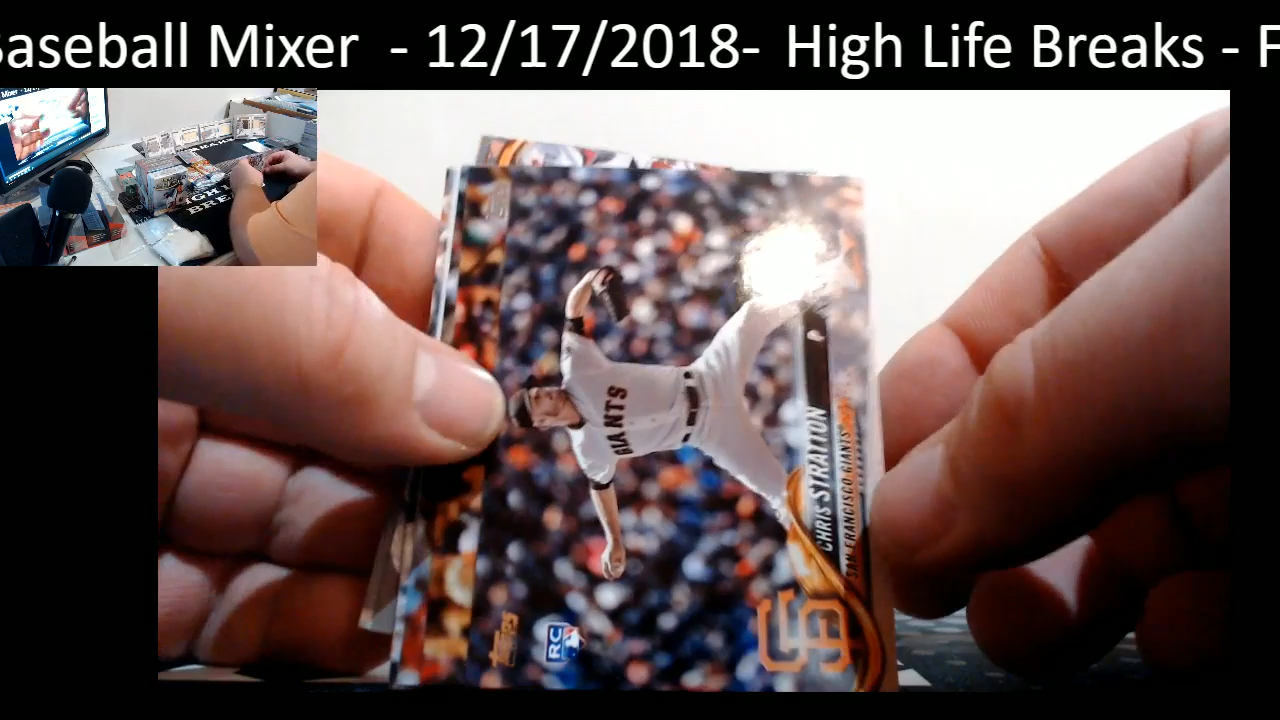 Baseball Mixer - 12/17/2018- High Life Breaks - F
GIANTS
CHRIS STRATTON
SAN FRANCISCO GIANTS
SF
Topps
RC